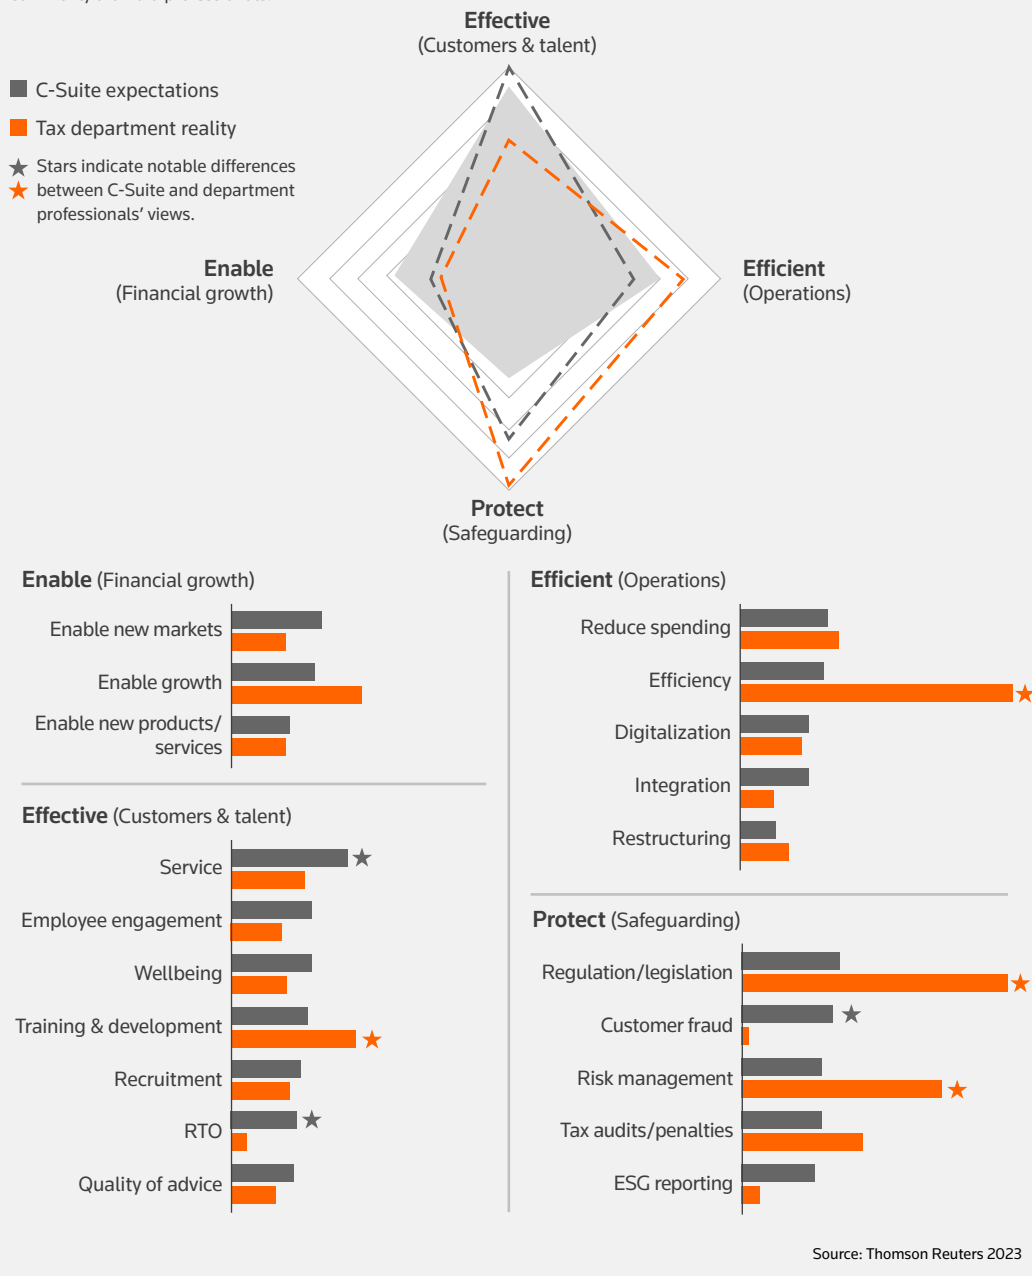 Effective
(Customers & talent)
C-Suite expectations
Tax department reality
Stars indicate notable differences
between C-Suite and department
professionals’ views.
Enable
(Financial growth)
Efficient
(Operations)
Protect
(Safeguarding)
Enable (Financial growth)
Enable new markets
Enable growth
Enable new products/
services
Effective (Customers & talent)
Service
Employee engagement
Wellbeing
Training & development
Recruitment
RTO
Quality of advice
Efficient (Operations)
Reduce spending
Efficiency
Digitalization
Integration
Restructuring
Protect (Safeguarding)
Regulation/legislation
Customer fraud
Risk management
Tax audits/penalties
ESG reporting
Source: Thomson Reuters 2023